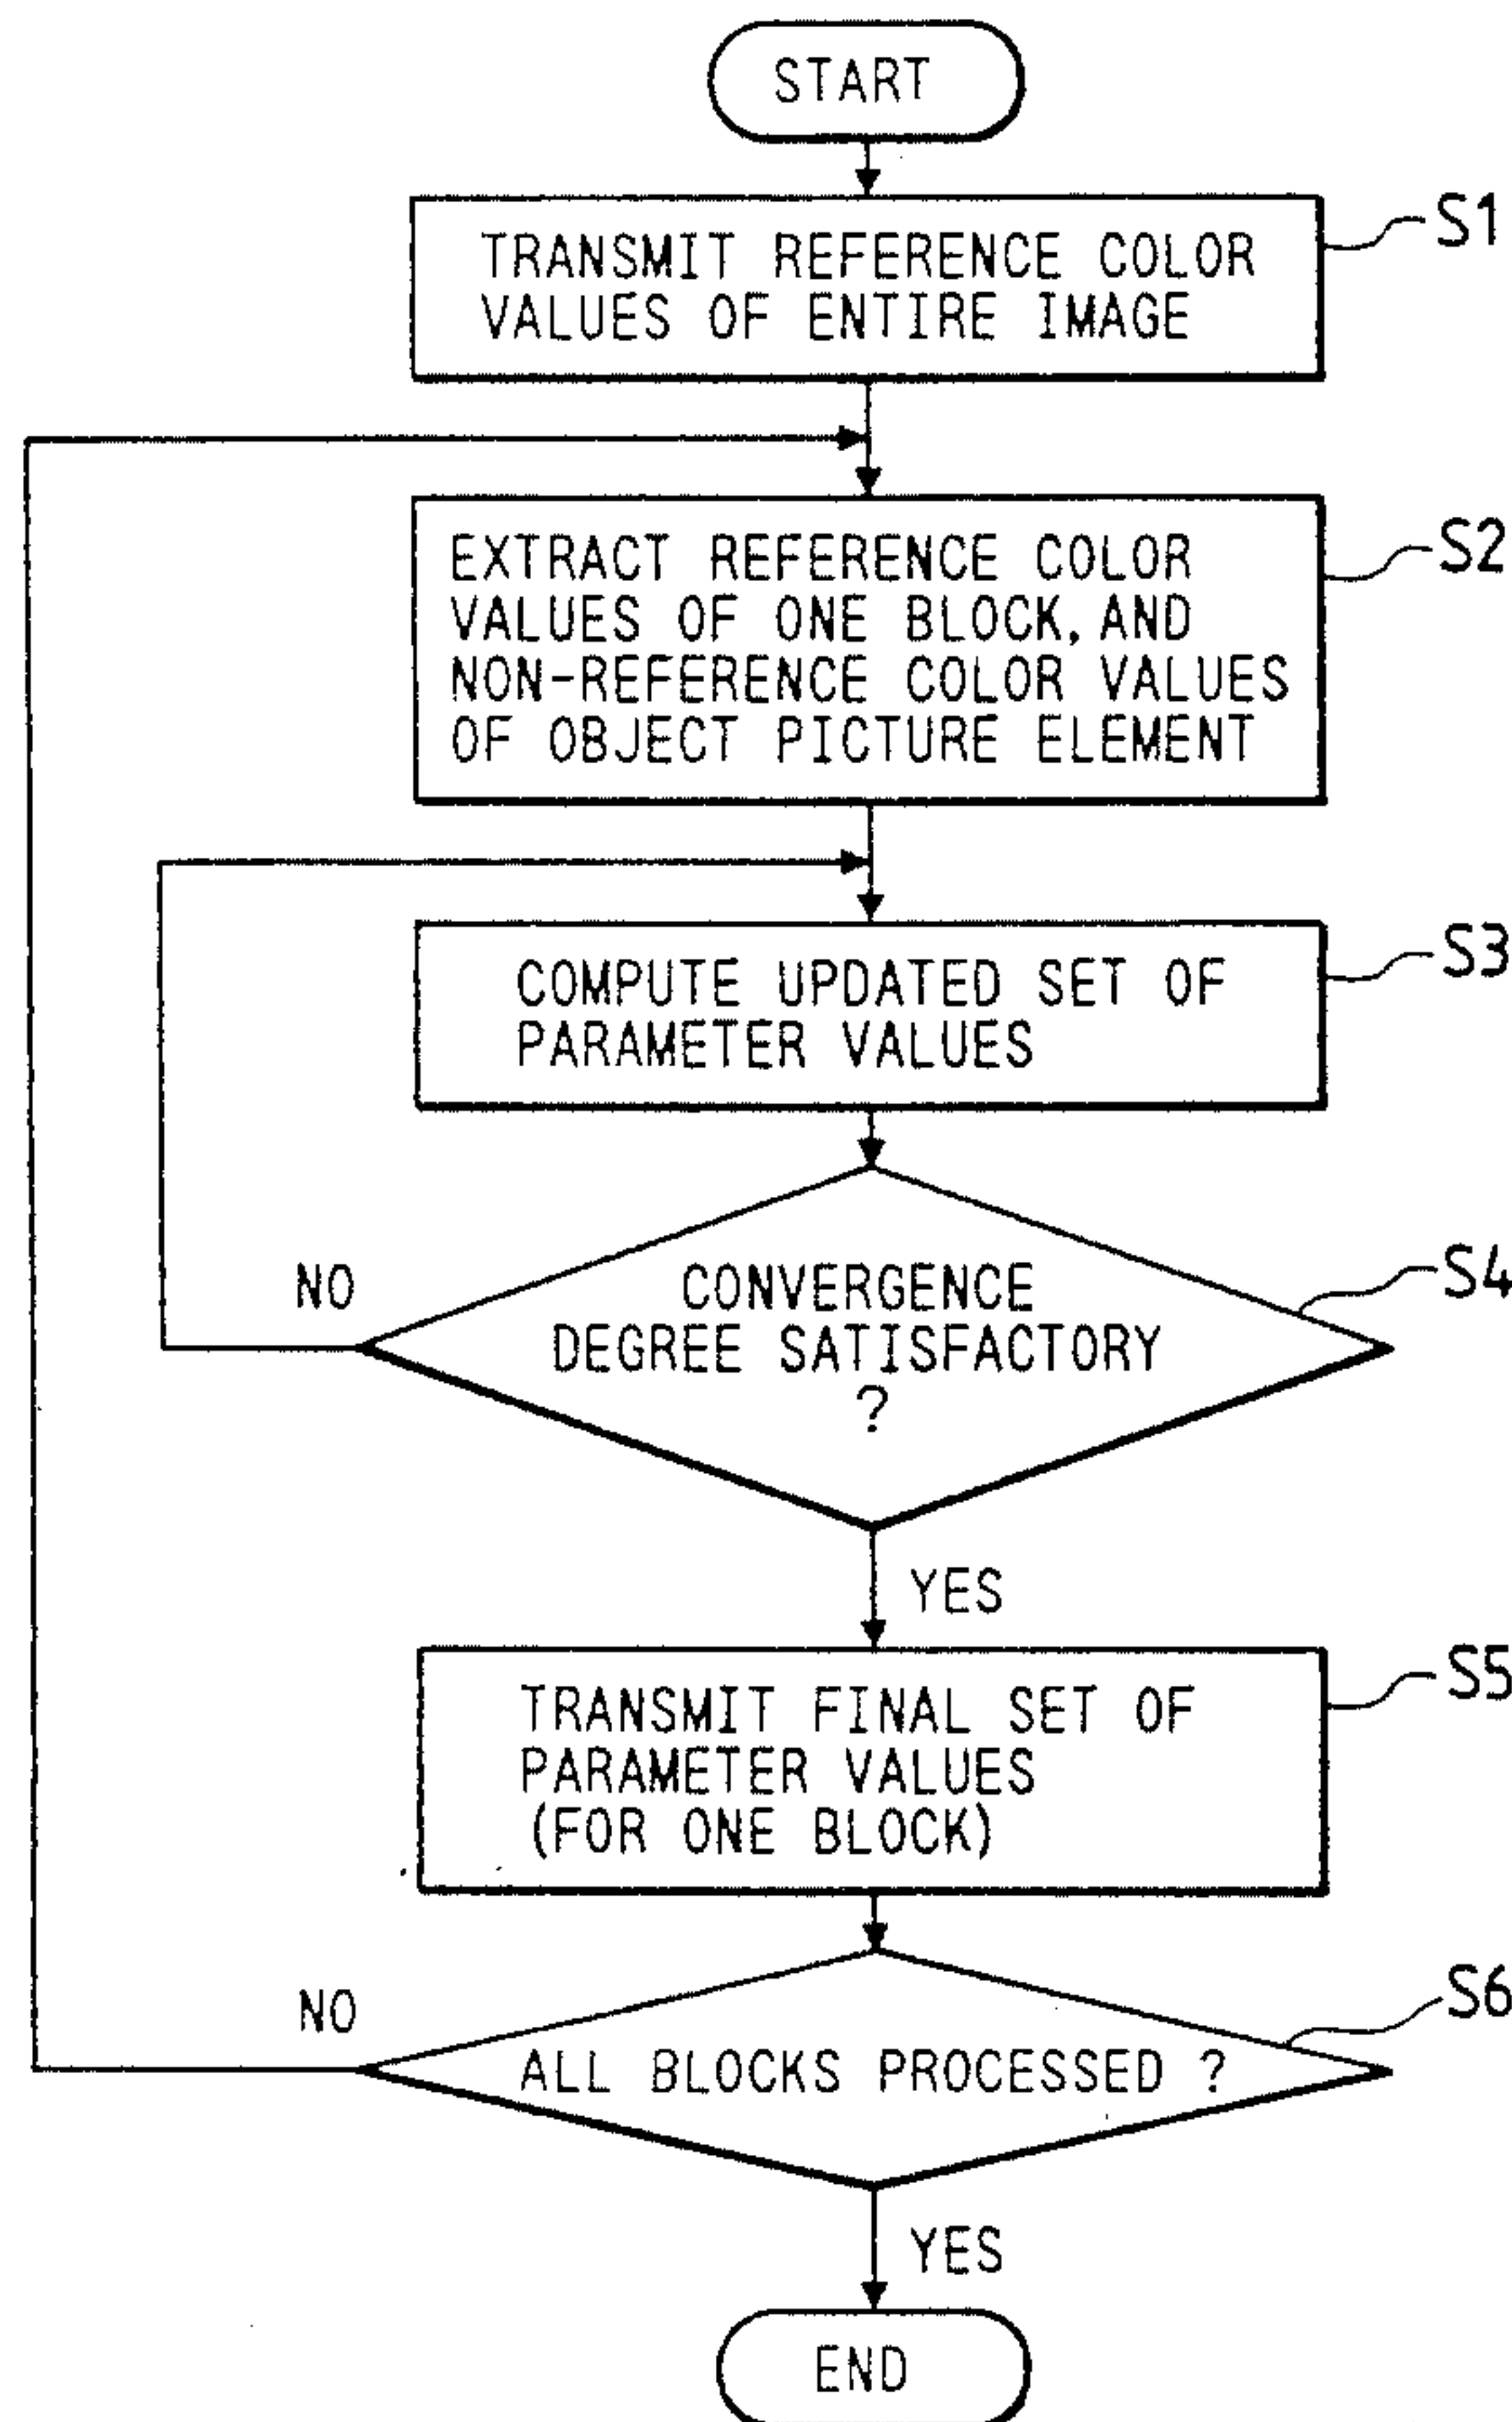 START
TRANSMIT REFERENCE COLOR
VALUES OF ENTIRE IMAGE
S1
EXTRACT REFERENCE COLOR
VALUES OF ONE BLOCK, AND
NON-REFERENCE COLOR VALUES
OF OBJECT PICTURE ELEMENT
S2
COMPUTE UPDATED SET OF
PARAMETER VALUES
S3
CONVERGENCE
DEGREE SATISFACTORY
?
S4
NO
YES
TRANSMIT FINAL SET OF
PARAMETER VALUES
(FOR ONE BLOCK)
S5
ALL BLOCKS PROCESSED ?
S6
NO
YES
END